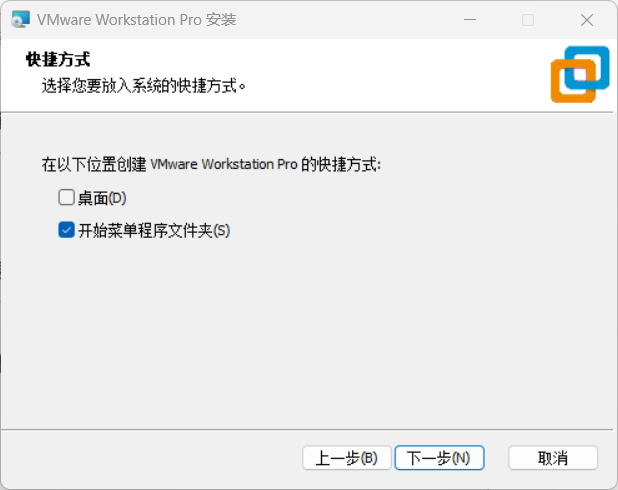 VMware Workstation Pro 安装
快捷方式
选择您要放入系统的快捷方式。
在以下位置创建 VMware Workstation Pro 的快捷方式:
桌面(D)
开始菜单程序文件夹(S)
上一步(B) 下一步(N) 取消